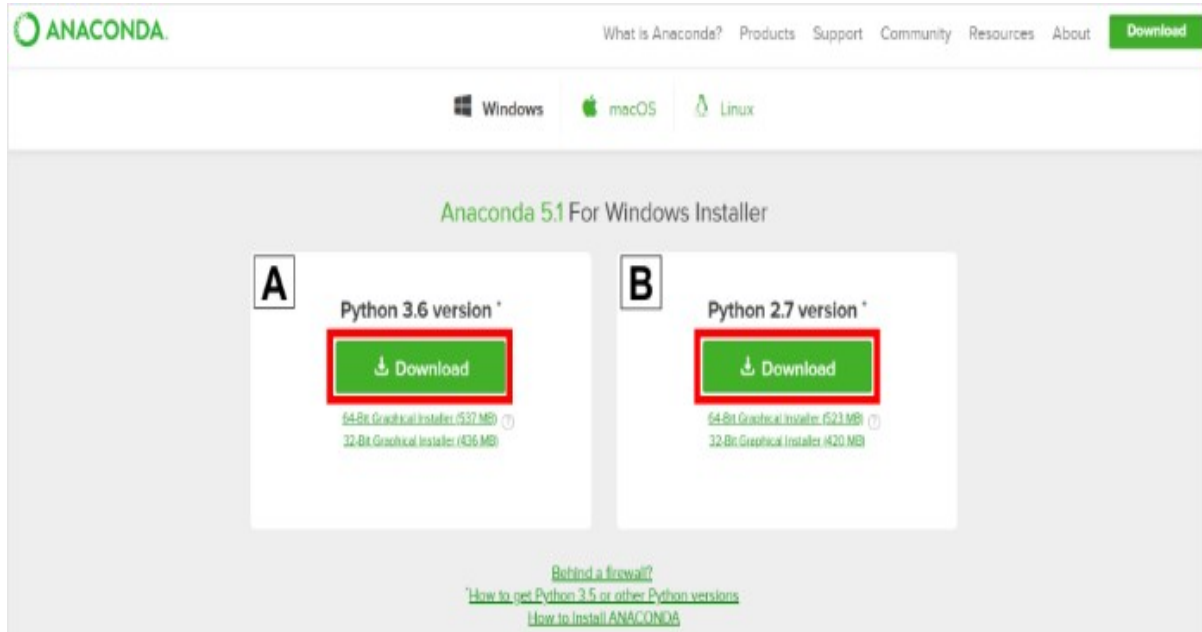 ANACONDA.
What is Anaconda? Products Support Community Resources About Download
Windows macOS Linux
Anaconda 5.1 For Windows Installer
A
Python 3.6 version *
Download
64-Bit Graphical Installer (537 MB) ?
32-Bit Graphical Installer (436 MB)
B
Python 2.7 version *
Download
64-Bit Graphical Installer (523 MB) ?
32-Bit Graphical Installer (420 MB)
Behind a firewall?
*How to get Python 3.5 or other Python versions
How to Install ANACONDA